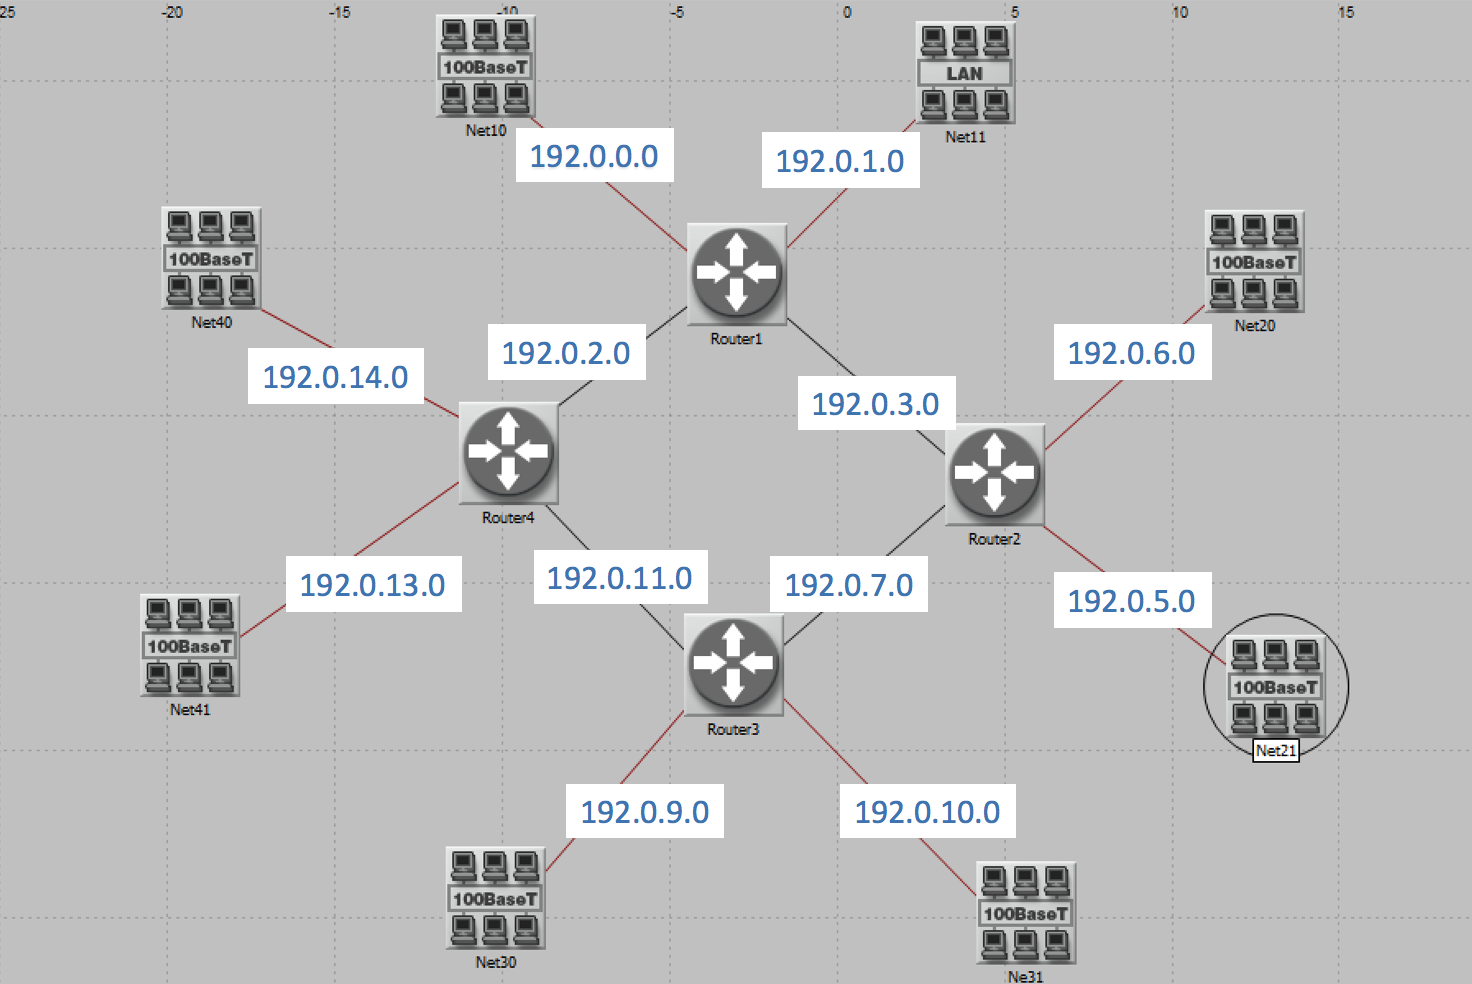 25
-20
-15
-10
-5
0
5
10
15
100BaseT
Net10
LAN
Net11
192.0.0.0
192.0.1.0
100BaseT
Net40
Router1
100BaseT
Net20
192.0.14.0
192.0.2.0
192.0.3.0
192.0.6.0
Router4
Router2
192.0.13.0
192.0.11.0
192.0.7.0
192.0.5.0
100BaseT
Net41
Router3
100BaseT
Net21
192.0.9.0
192.0.10.0
100BaseT
Net30
100BaseT
Ne31